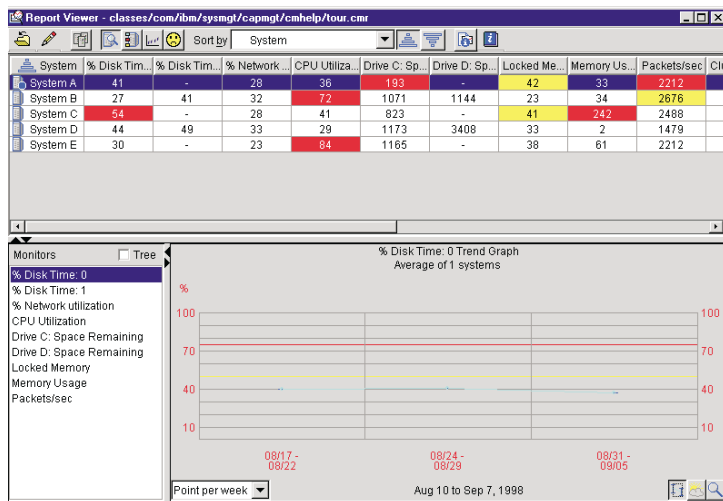 Report Viewer - classes/com/ibm/sysmgt/capmgt/cmhelp/tour.cmr
Sort by System
System % Disk Tim... % Disk Tim... % Network ... CPU Utiliza... Drive C: Sp... Drive D: Sp... Locked Me... Memory Us... Packets/sec Clu
System A 41 - 28 36 193 - 42 33 2212
System B 27 41 32 72 1071 1144 23 34 2676
System C 54 - 28 41 823 - 41 242 2488
System D 44 49 33 29 1173 3408 33 2 1479
System E 30 - 23 84 1165 - 38 61 2212
Monitors Tree
% Disk Time: 0
% Disk Time: 1
% Network utilization
CPU Utilization
Drive C: Space Remaining
Drive D: Space Remaining
Locked Memory
Memory Usage
Packets/sec
% Disk Time: 0 Trend Graph
Average of 1 systems
%
100 100
70 70
40 40
10 10
08/17 - 08/24 - 08/31 -
08/22 08/29 09/05
Point per week Aug 10 to Sep 7, 1998